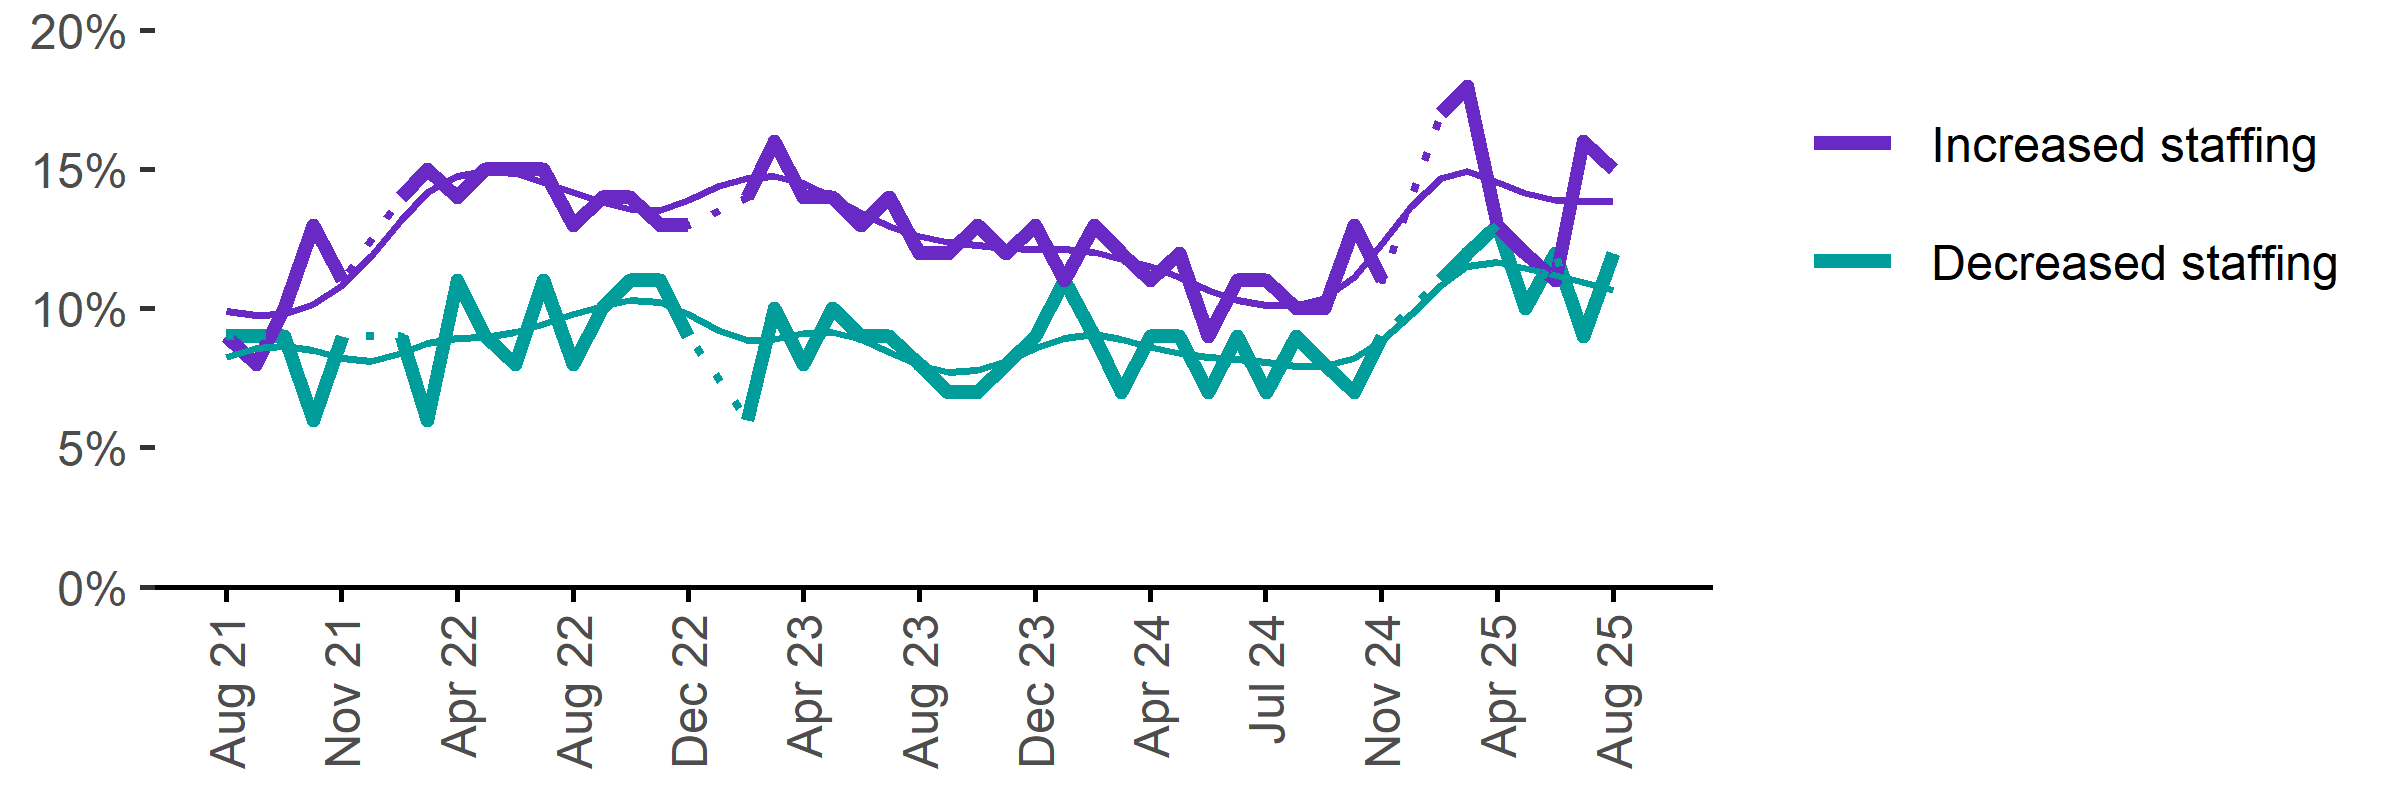 20%
15%
10%
5%
0%
Aug 21
Nov 21
Apr 22
Aug 22
Dec 22
Apr 23
Aug 23
Dec 23
Apr 24
Jul 24
Nov 24
Apr 25
Aug 25
Increased staffing
Decreased staffing